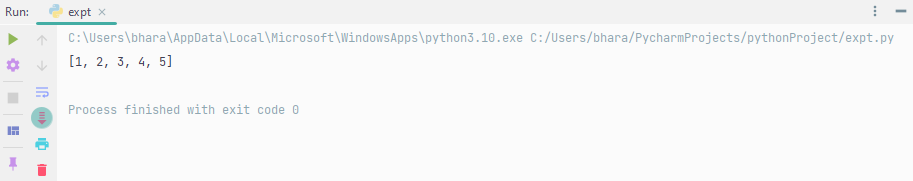 Run: expt
C:\Users\bhara\AppData\Local\Microsoft\WindowsApps\python3.10.exe C:/Users/bhara/PycharmProjects/pythonProject/expt.py
[1, 2, 3, 4, 5]
Process finished with exit code 0